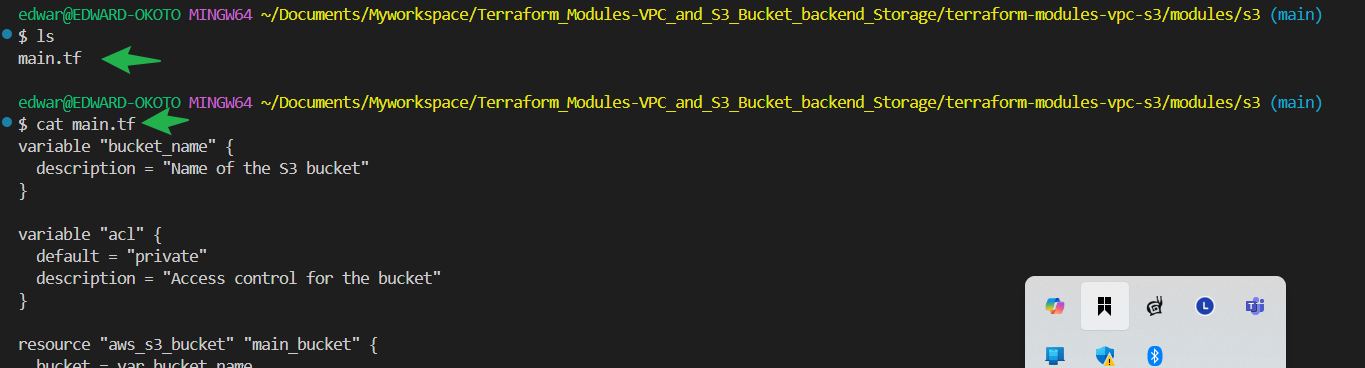 edwar@EDWARD-OKOTO MINGW64 ~/Documents/Myworkspace/Terraform_Modules-VPC_and_S3_Bucket_backend_Storage/terraform-modules-vpc-s3/modules/s3 (main)
$ ls
main.tf
edwar@EDWARD-OKOTO MINGW64 ~/Documents/Myworkspace/Terraform_Modules-VPC_and_S3_Bucket_backend_Storage/terraform-modules-vpc-s3/modules/s3 (main)
$ cat main.tf
variable "bucket_name" {
  description = "Name of the S3 bucket"
}
variable "acl" {
  default = "private"
  description = "Access control for the bucket"
}
resource "aws_s3_bucket" "main_bucket" {
  bucket = var.bucket_name
L